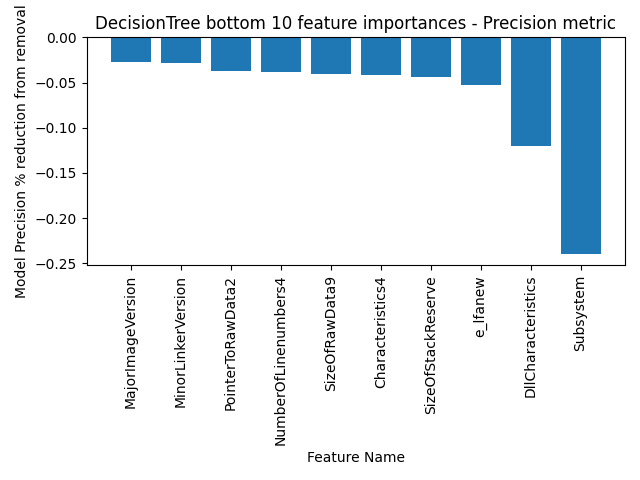 DecisionTree bottom 10 feature importances - Precision metric
Model Precision % reduction from removal
0.00
−0.05
−0.10
−0.15
−0.20
−0.25
MajorImageVersion
MinorLinkerVersion
PointerToRawData2
NumberOfLinenumbers4
SizeOfRawData9
Characteristics4
SizeOfStackReserve
e_lfanew
DllCharacteristics
Subsystem
Feature Name